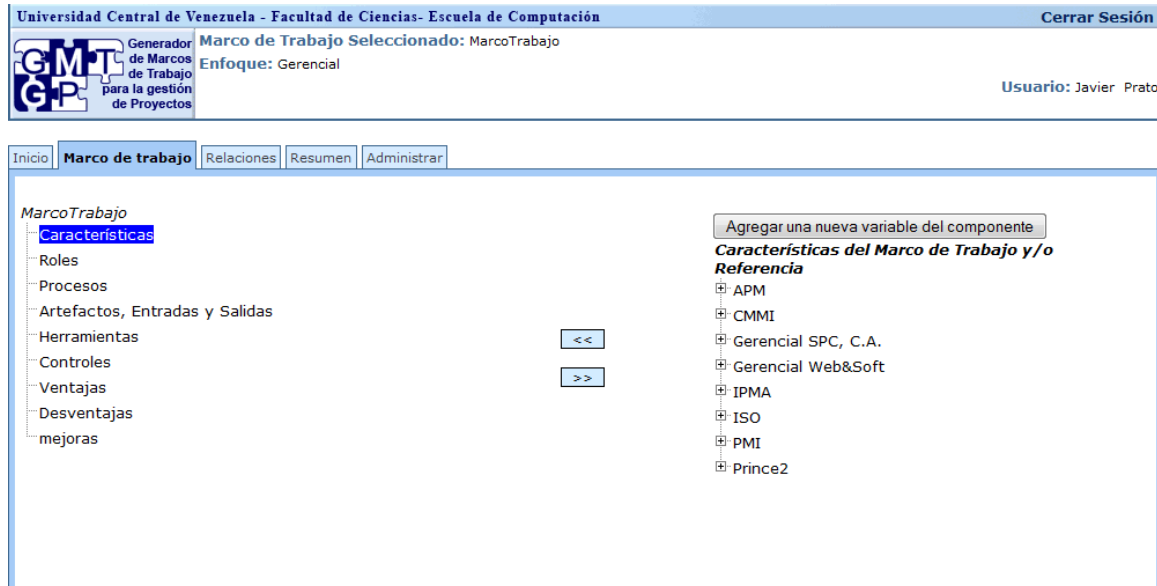 Universidad Central de Venezuela - Facultad de Ciencias- Escuela de Computación
Cerrar Sesión
GMT
GP
Generador
de Marcos
de Trabajo
para la gestión
de Proyectos
Marco de Trabajo Seleccionado: MarcoTrabajo
Enfoque: Gerencial
Usuario: Javier Prato
Inicio
Marco de trabajo
Relaciones
Resumen
Administrar
MarcoTrabajo
Características
Roles
Procesos
Artefactos, Entradas y Salidas
Herramientas
Controles
Ventajas
Desventajas
mejoras
<<
>>
Agregar una nueva variable del componente
Características del Marco de Trabajo y/o
Referencia
APM
CMMI
Gerencial SPC, C.A.
Gerencial Web&Soft
IPMA
ISO
PMI
Prince2